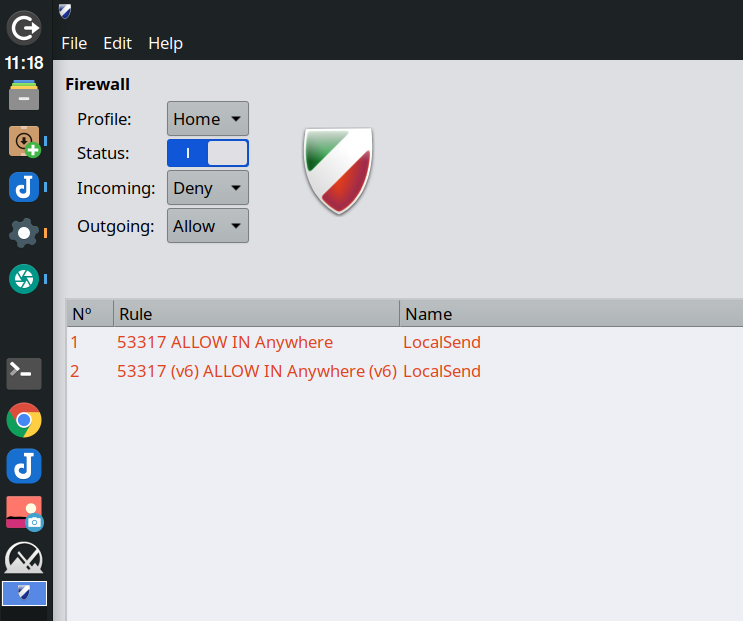 11:18
File Edit Help
Firewall
Profile: Home
Status:
Incoming: Deny
Outgoing: Allow
Nº Rule Name
1 53317 ALLOW IN Anywhere LocalSend
2 53317 (v6) ALLOW IN Anywhere (v6) LocalSend